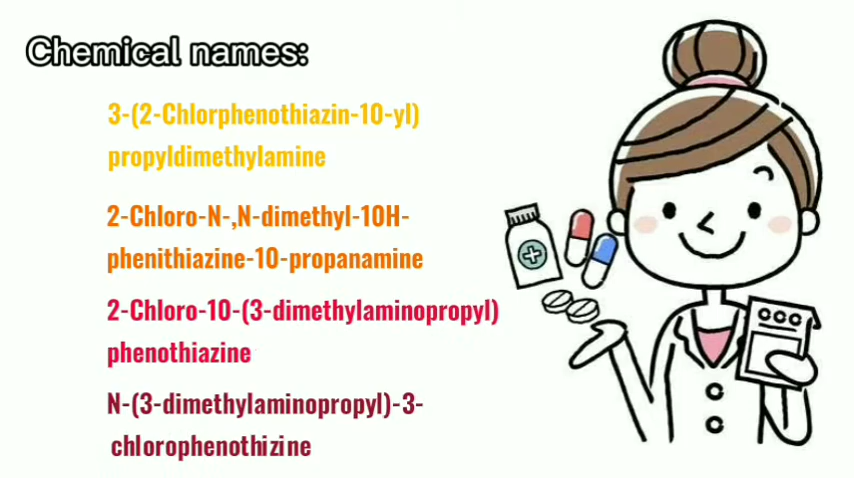 Chemical names:
3-(2-Chlorphenothiazin-10-yl)
propyldimethylamine
2-Chloro-N-,N-dimethyl-10H-
phenithiazine-10-propanamine
2-Chloro-10-(3-dimethylaminopropyl)
phenothiazine
N-(3-dimethylaminopropyl)-3-
chlorophenothizine